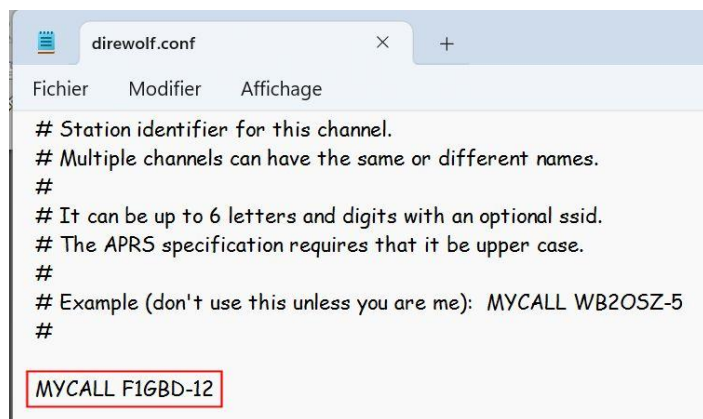 direwolf.conf
Fichier Modifier Affichage
# Station identifier for this channel.
# Multiple channels can have the same or different names.
#
# It can be up to 6 letters and digits with an optional ssid.
# The APRS specification requires that it be upper case.
#
# Example (don't use this unless you are me): MYCALL WB2OSZ-5
#
MYCALL F1GBD-12